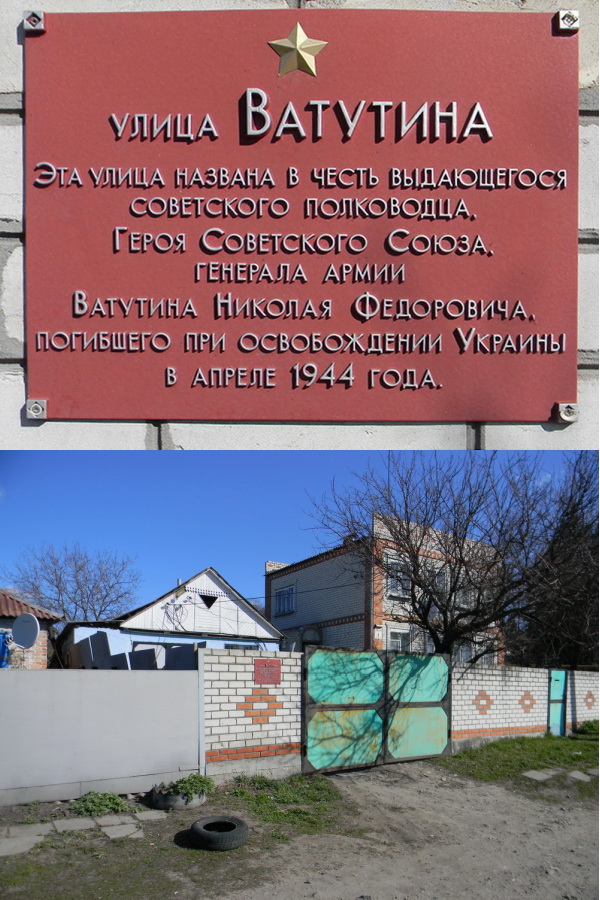 улица Ватутина
Эта улица названа в честь выдающегося
советского полководца,
Героя Советского Союза,
генерала армии
Ватутина Николая Федоровича,
погибшего при освобождении Украины
в апреле 1944 года.